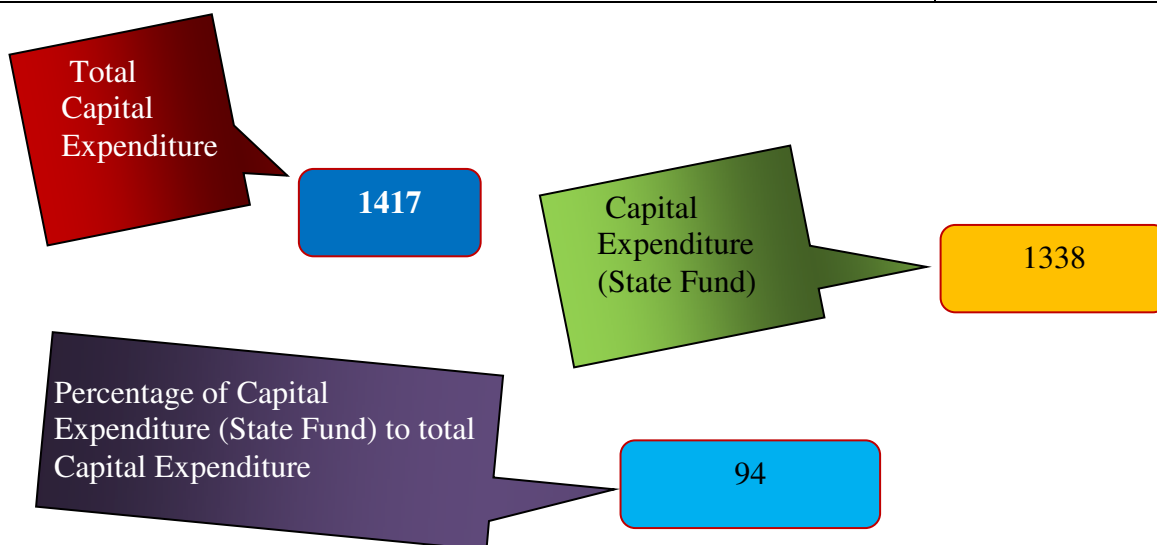 Total
Capital
Expenditure
1417
Capital
Expenditure
(State Fund)
1338
Percentage of Capital
Expenditure (State Fund) to total
Capital Expenditure
94